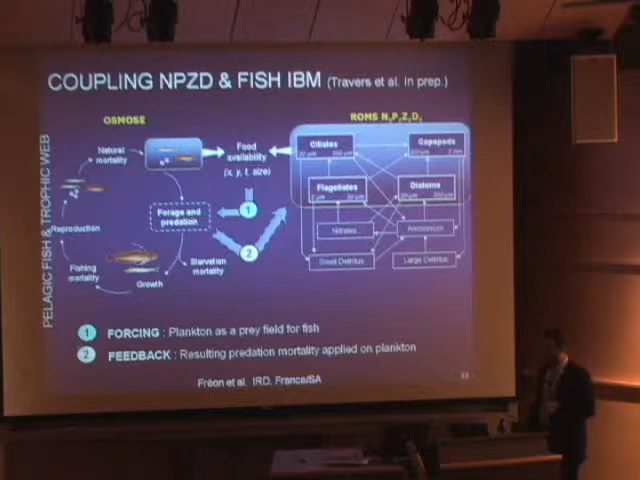 COUPLING NPZD & FISH IBM (Travers et al. in prep.)
PELAGIC FISH & TROPHIC WEB
OSMOSE
ROMS N₂P₂Z₂D₂
Natural
mortality
Food
availability
(x, y, t, size)
Ciliates
Copepods
Flagellates
Diatoms
Forage and
predation
1
Nitrates
Ammonium
Reproduction
2
Small Detritus
Large Detritus
Fishing
mortality
Starvation
mortality
Growth
1 FORCING : Plankton as a prey field for fish
2 FEEDBACK : Resulting predation mortality applied on plankton
Fréon et al. IRD, France/SA